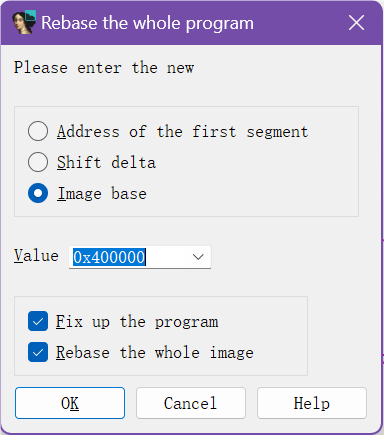 Rebase the whole program
Please enter the new
Address of the first segment
Shift delta
Image base
Value 0x400000
Fix up the program
Rebase the whole image
OK Cancel Help